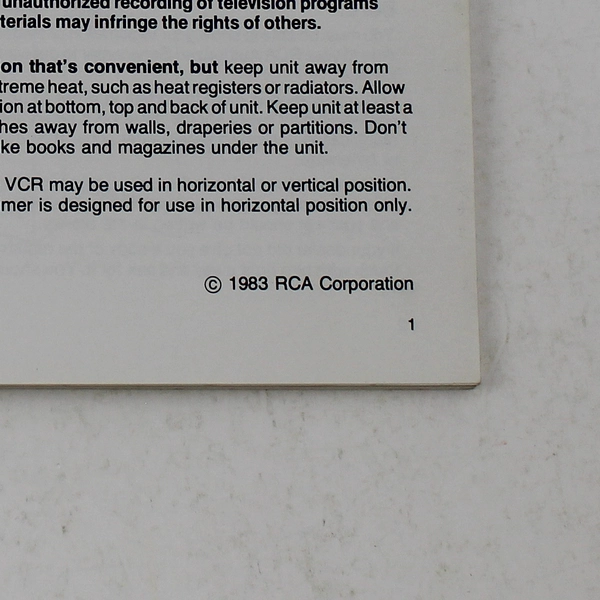 unauthorized recording of television programs
terials may infringe the rights of others.
on that's convenient, but keep unit away from
treme heat, such as heat registers or radiators. Allow
ion at bottom, top and back of unit. Keep unit at least a
hes away from walls, draperies or partitions. Don't
ke books and magazines under the unit.
VCR may be used in horizontal or vertical position.
mer is designed for use in horizontal position only.
© 1983 RCA Corporation
1